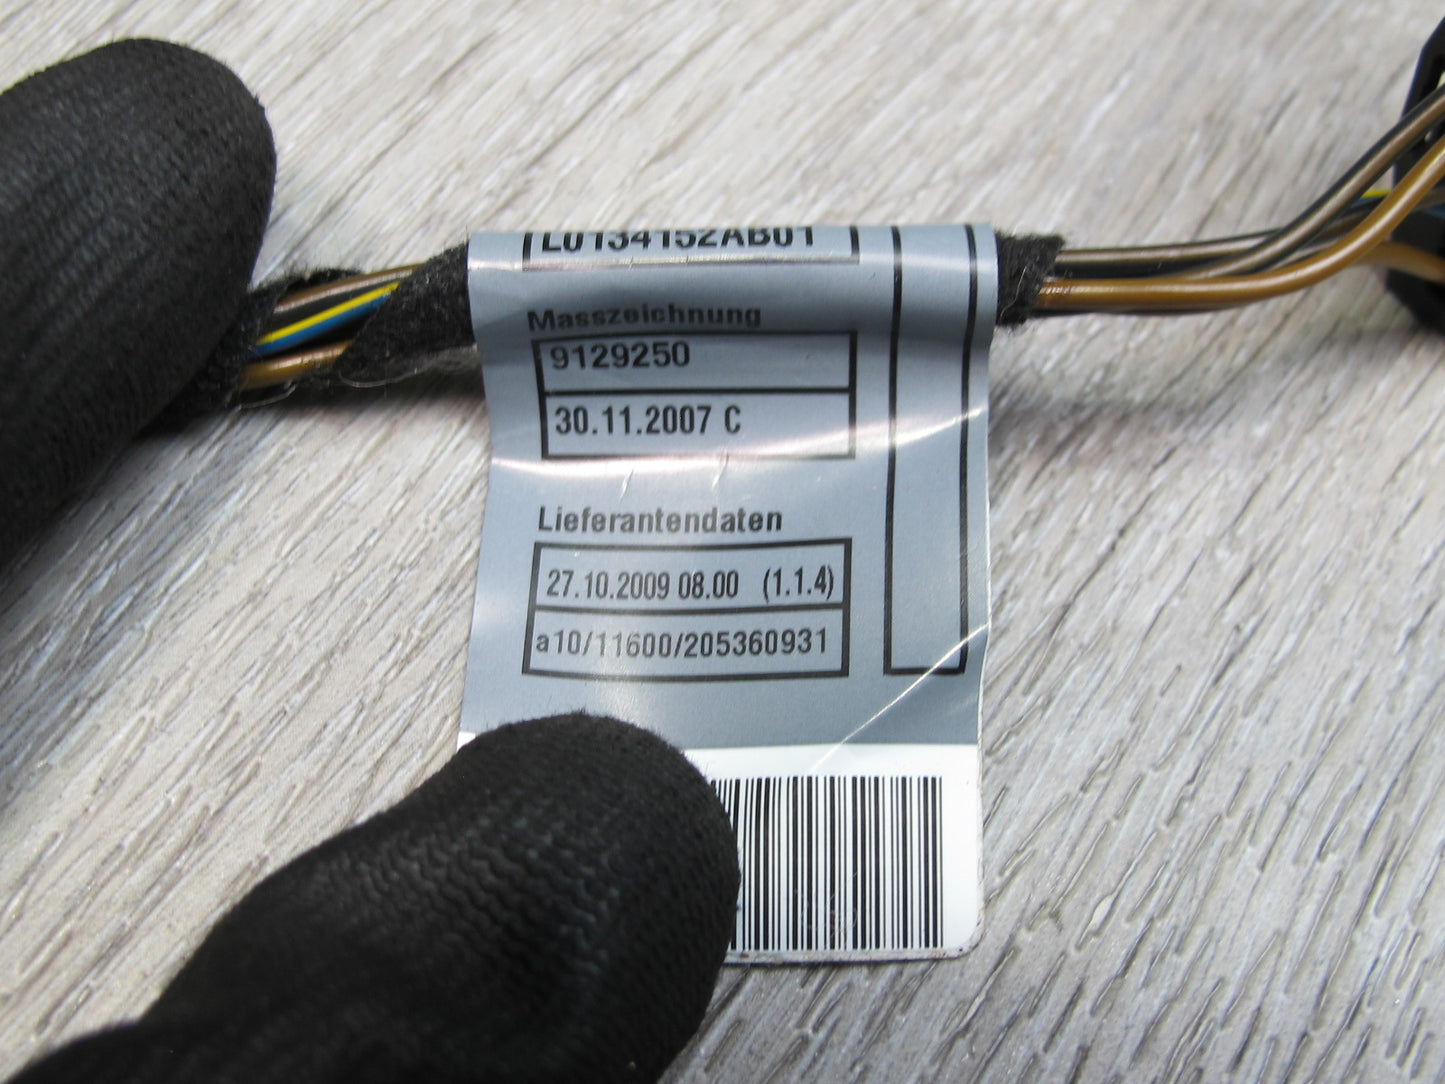 L0134152AB01
Masszeichnung
9129250
30.11.2007 C
Lieferantendaten
27.10.2009 08.00 (1.1.4)
a10/11600/205360931